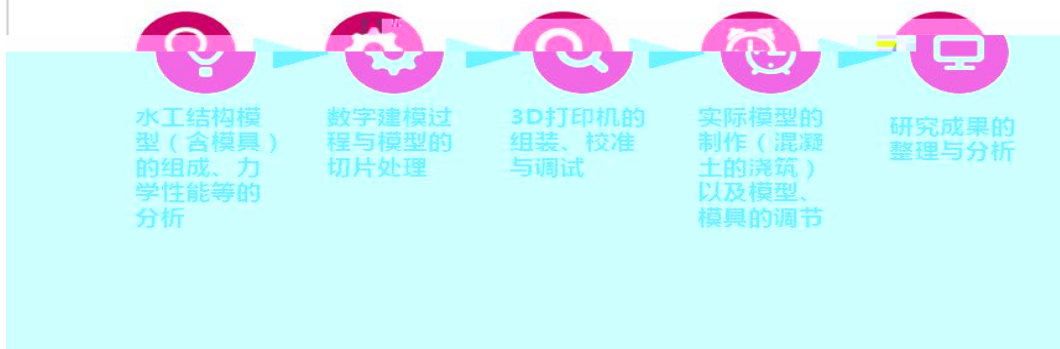 水工结构模
型（含模具）
的组成、力
学性能等的
分析
数字建模过
程与模型的
切片处理
3D打印机的
组装、校准
与调试
实际模型的
制作（混凝
土的浇筑）
以及模型、
模具的调节
研究成果的
整理与分析